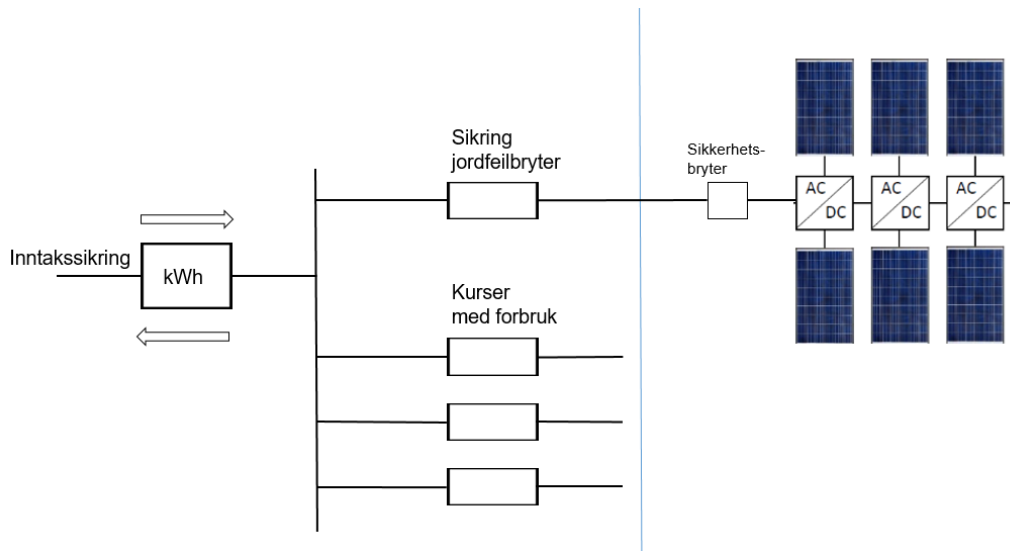 Sikring
jordfeilbryter
Sikkerhets-
bryter
AC
DC
AC
DC
AC
DC
Inntakssikring
kWh
Kurser
med forbruk